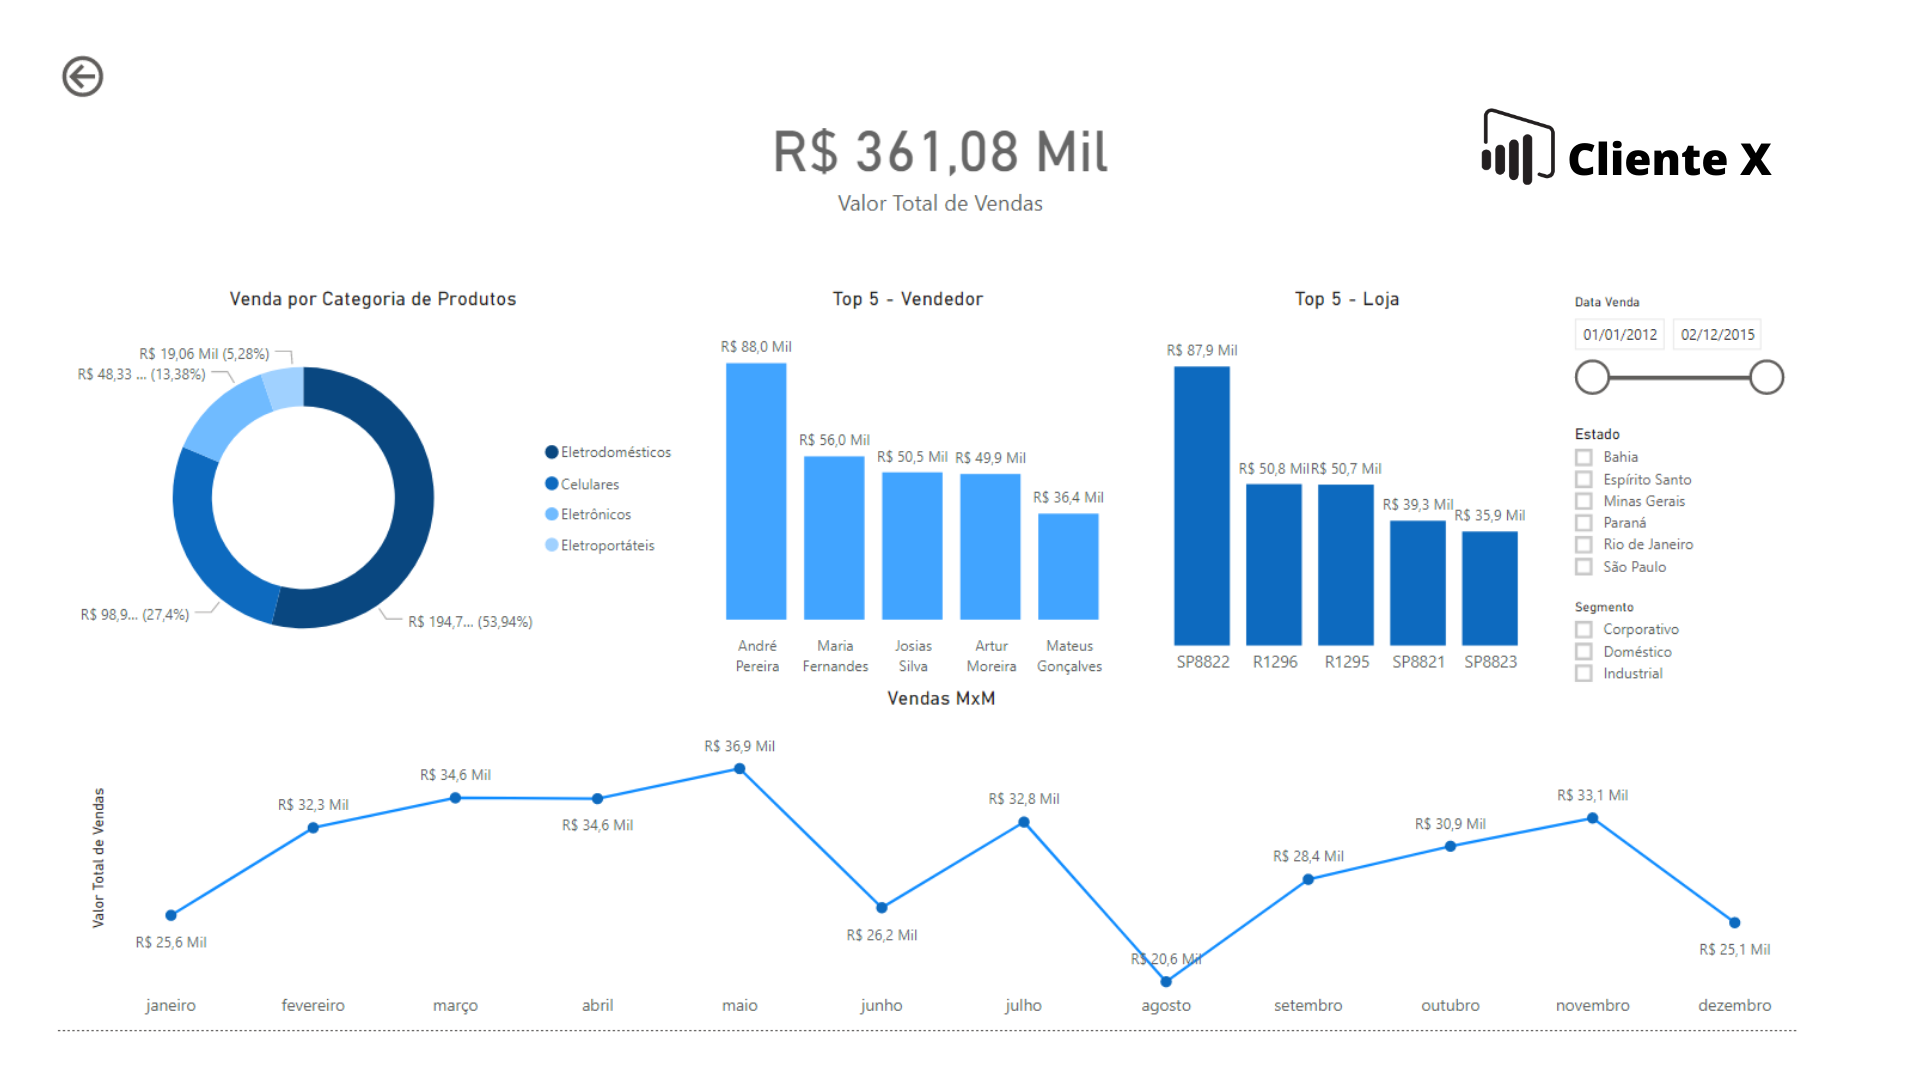 R$ 361,08 Mil
Valor Total de Vendas
Cliente X
Venda por Categoria de Produtos
R$ 19,06 Mil (5,28%)
R$ 48,33 ... (13,38%)
R$ 98,9... (27,4%)
R$ 194,7... (53,94%)
Eletrodomésticos
Celulares
Eletrônicos
Eletroportáteis
Top 5 - Vendedor
R$ 88,0 Mil
R$ 56,0 Mil
R$ 50,5 Mil
R$ 49,9 Mil
R$ 36,4 Mil
André
Pereira
Maria
Fernandes
Josias
Silva
Artur
Moreira
Mateus
Gonçalves
Top 5 - Loja
R$ 87,9 Mil
R$ 50,8 Mil
R$ 50,7 Mil
R$ 39,3 Mil
R$ 35,9 Mil
SP8822
R1296
R1295
SP8821
SP8823
Data Venda
01/01/2012
02/12/2015
Estado
Bahia
Espírito Santo
Minas Gerais
Paraná
Rio de Janeiro
São Paulo
Segmento
Corporativo
Doméstico
Industrial
Vendas MxM
Valor Total de Vendas
R$ 25,6 Mil
R$ 32,3 Mil
R$ 34,6 Mil
R$ 34,6 Mil
R$ 36,9 Mil
R$ 26,2 Mil
R$ 32,8 Mil
R$ 20,6 Mil
R$ 28,4 Mil
R$ 30,9 Mil
R$ 33,1 Mil
R$ 25,1 Mil
janeiro
fevereiro
março
abril
maio
junho
julho
agosto
setembro
outubro
novembro
dezembro